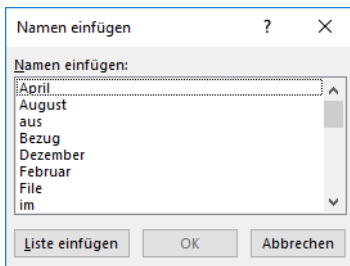 Namen einfügen ? ×
Namen einfügen:
April
August
aus
Bezug
Dezember
Februar
File
im
Liste einfügen OK Abbrechen